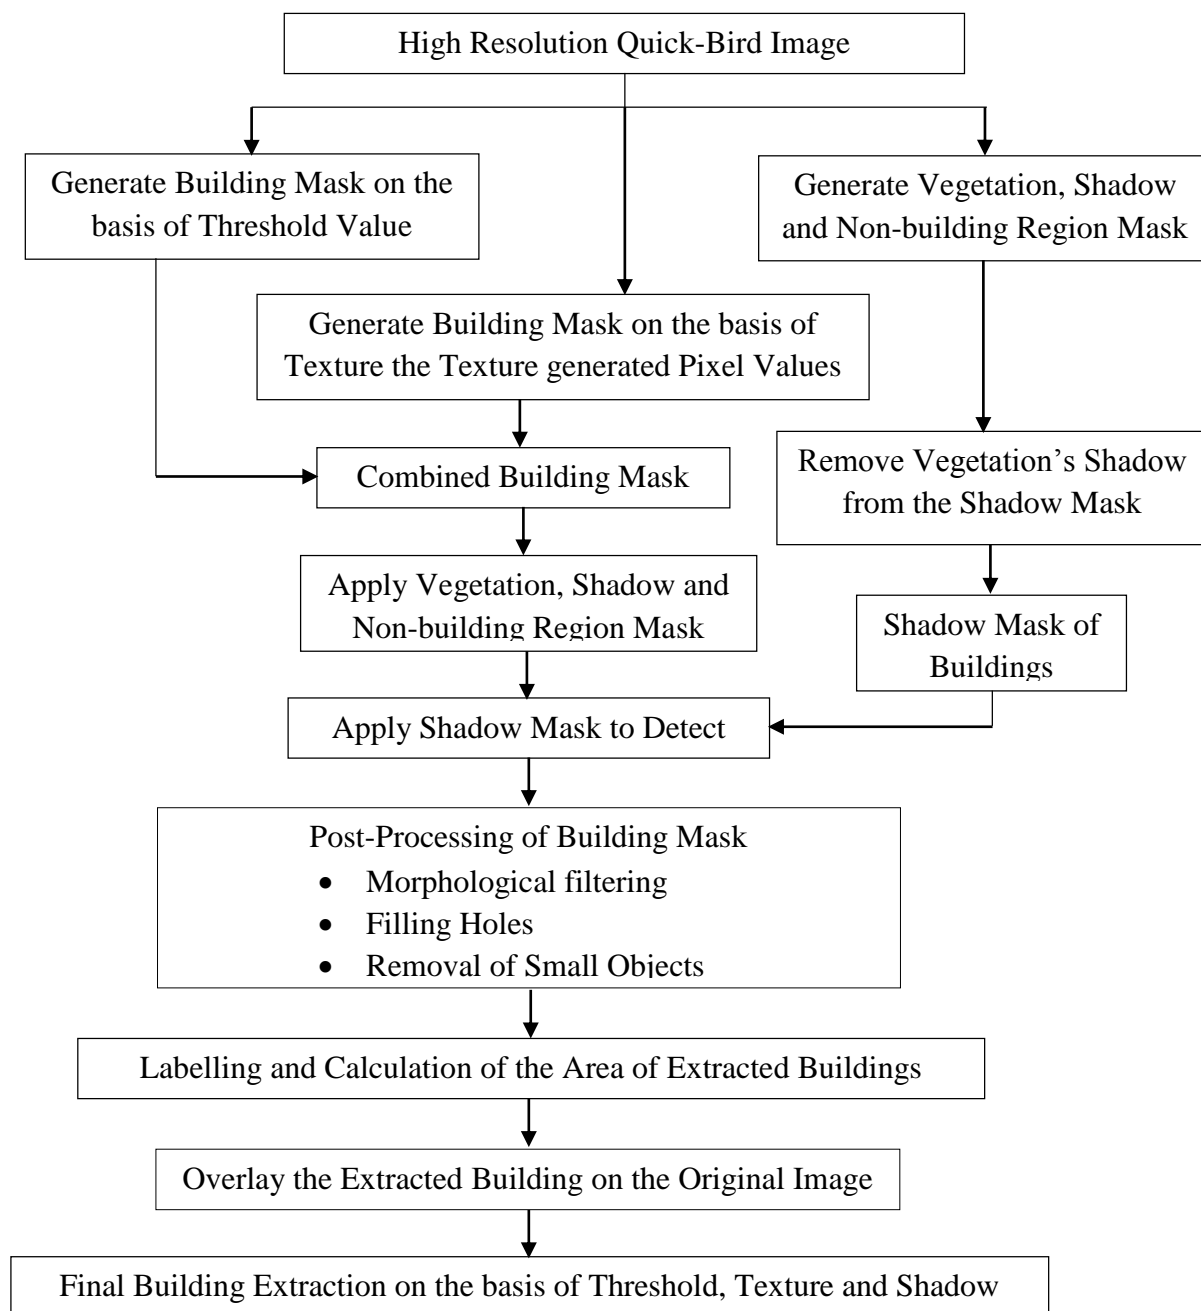 High Resolution Quick-Bird Image
Generate Building Mask on the
basis of Threshold Value
Generate Vegetation, Shadow
and Non-building Region Mask
Generate Building Mask on the basis of
Texture the Texture generated Pixel Values
Combined Building Mask
Remove Vegetation’s Shadow
from the Shadow Mask
Apply Vegetation, Shadow and
Non-building Region Mask
Shadow Mask of
Buildings
Apply Shadow Mask to Detect
Post-Processing of Building Mask
• Morphological filtering
• Filling Holes
• Removal of Small Objects
Labelling and Calculation of the Area of Extracted Buildings
Overlay the Extracted Building on the Original Image
Final Building Extraction on the basis of Threshold, Texture and Shadow